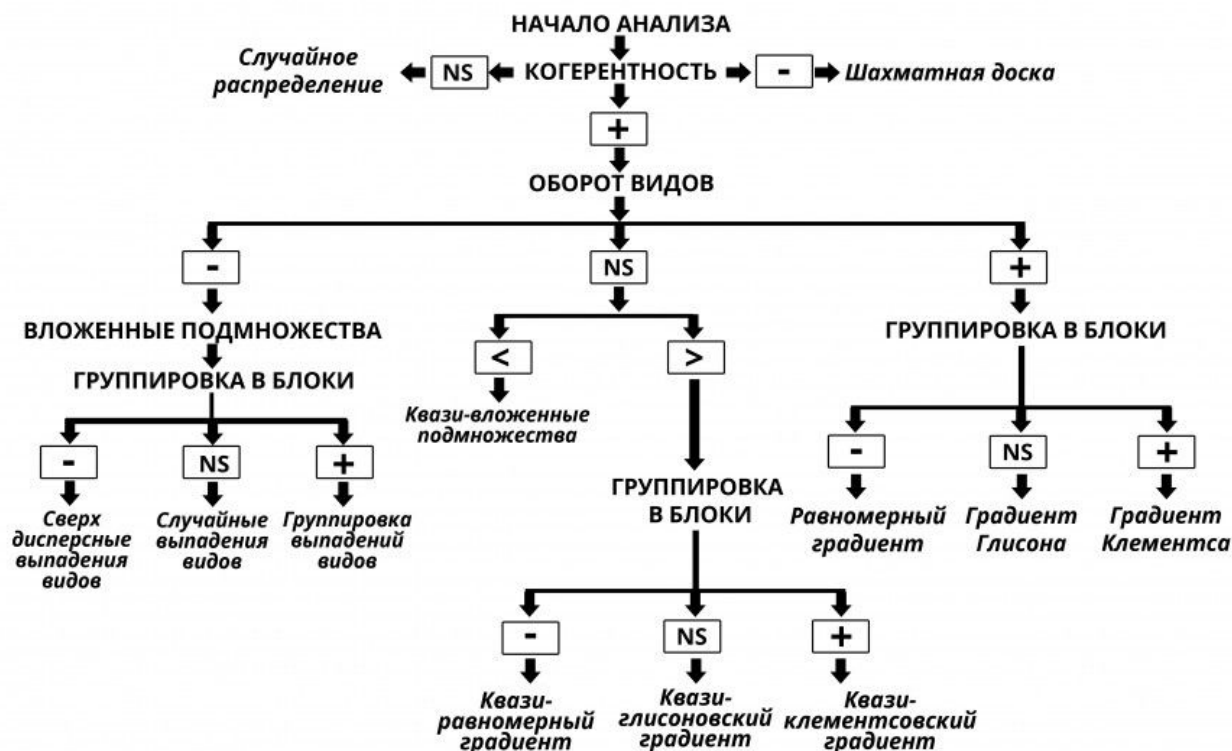 НАЧАЛО АНАЛИЗА
Случайное
распределение
NS
КОГЕРЕНТНОСТЬ
-
Шахматная доска
+
ОБОРОТ ВИДОВ
-
NS
+
ВЛОЖЕННЫЕ ПОДМНОЖЕСТВА
<
>
ГРУППИРОВКА В БЛОКИ
ГРУППИРОВКА В БЛОКИ
Квази-вложенные
подмножества
-
NS
+
-
NS
+
ГРУППИРОВКА
В БЛОКИ
Сверх
дисперсные
выпадения
видов
Случайные
выпадения
видов
Группировка
выпадений
видов
Равномерный
градиент
Градиент
Глисона
Градиент
Клементса
-
NS
+
Квази-
равномерный
градиент
Квази-
глисоновский
градиент
Квази-
клементсовский
градиент